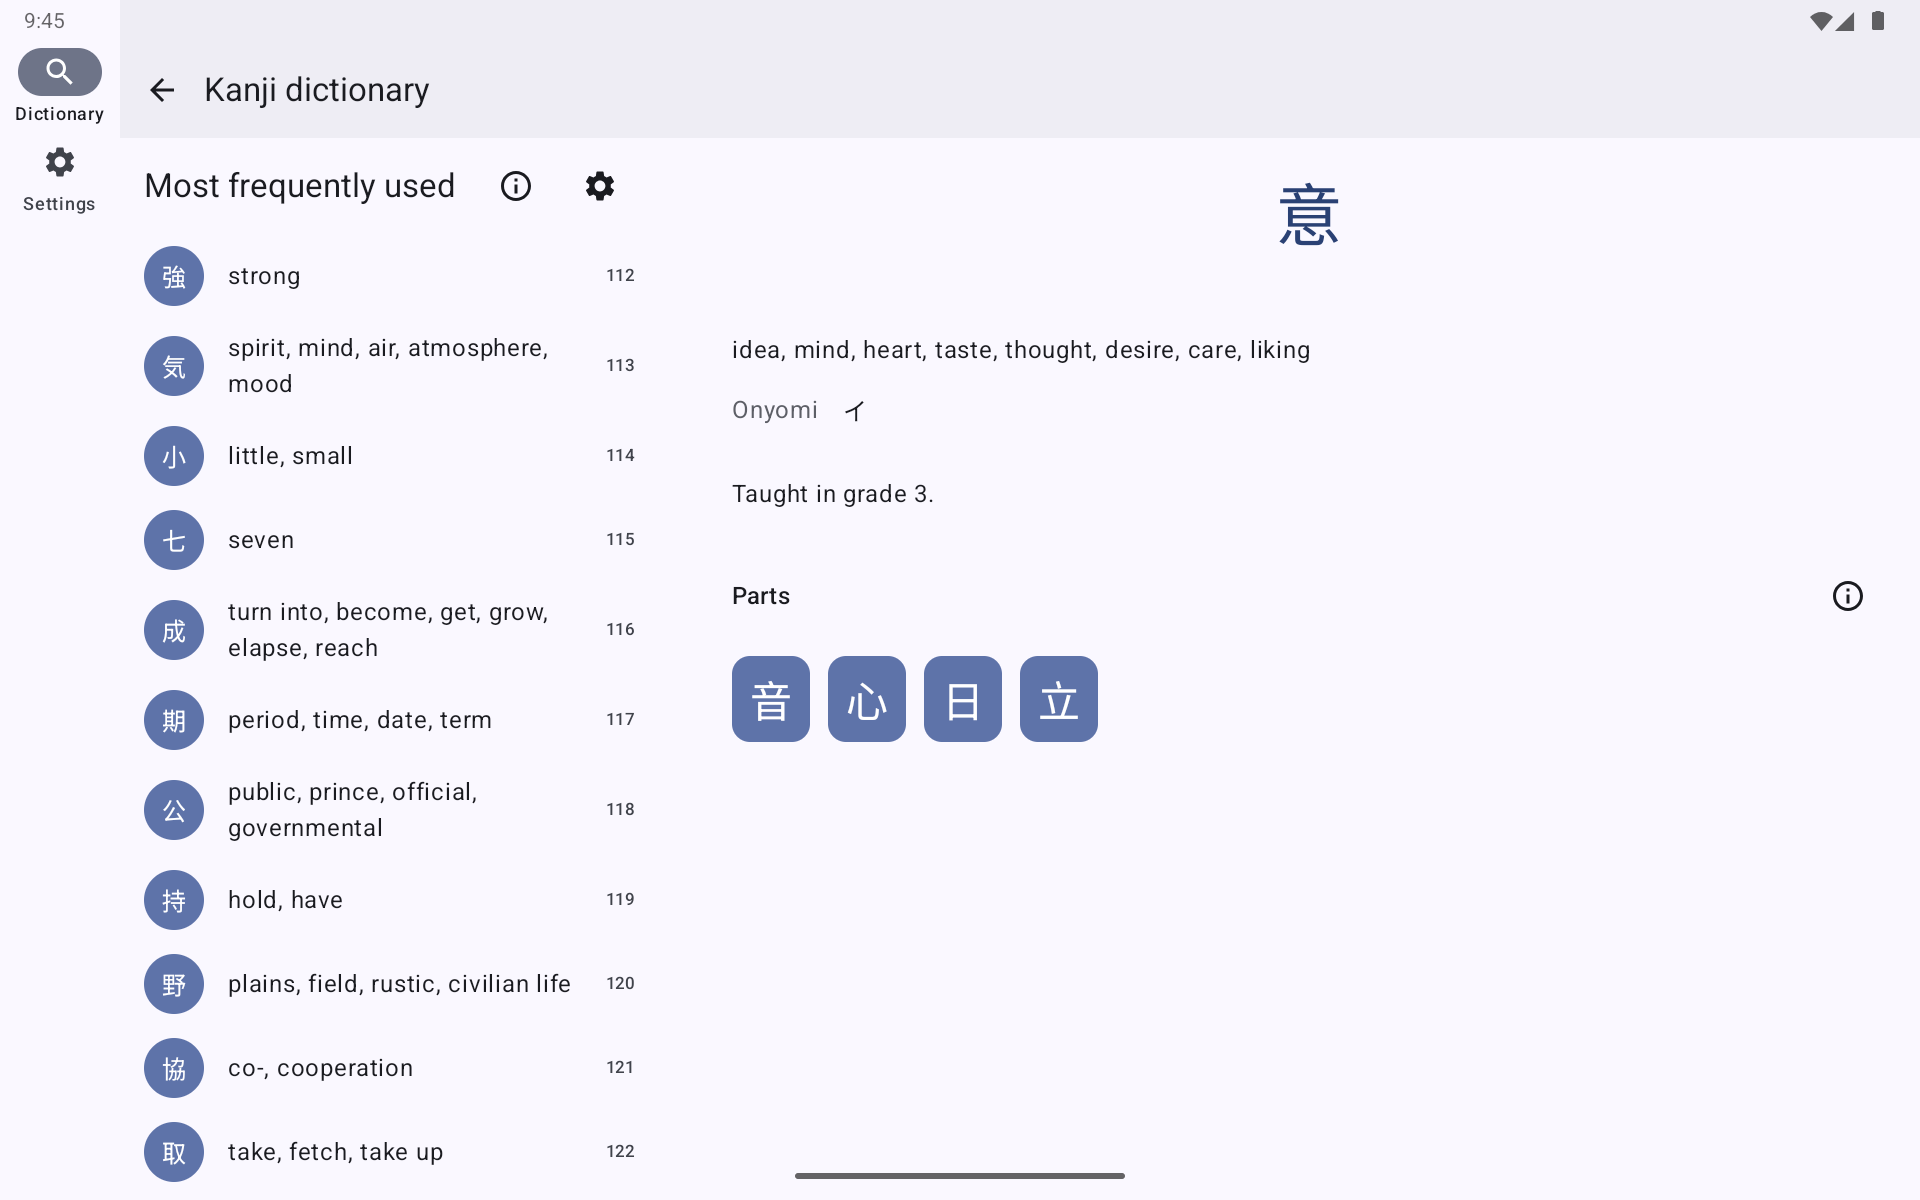 9:45
Dictionary
Settings
Kanji dictionary
Most frequently used
強 strong 112
気 spirit, mind, air, atmosphere,
mood 113
小 little, small 114
七 seven 115
成 turn into, become, get, grow,
elapse, reach 116
期 period, time, date, term 117
公 public, prince, official,
governmental 118
持 hold, have 119
野 plains, field, rustic, civilian life 120
協 co-, cooperation 121
取 take, fetch, take up 122
意
idea, mind, heart, taste, thought, desire, care, liking
Onyomi イ
Taught in grade 3.
Parts
音 心 日 立